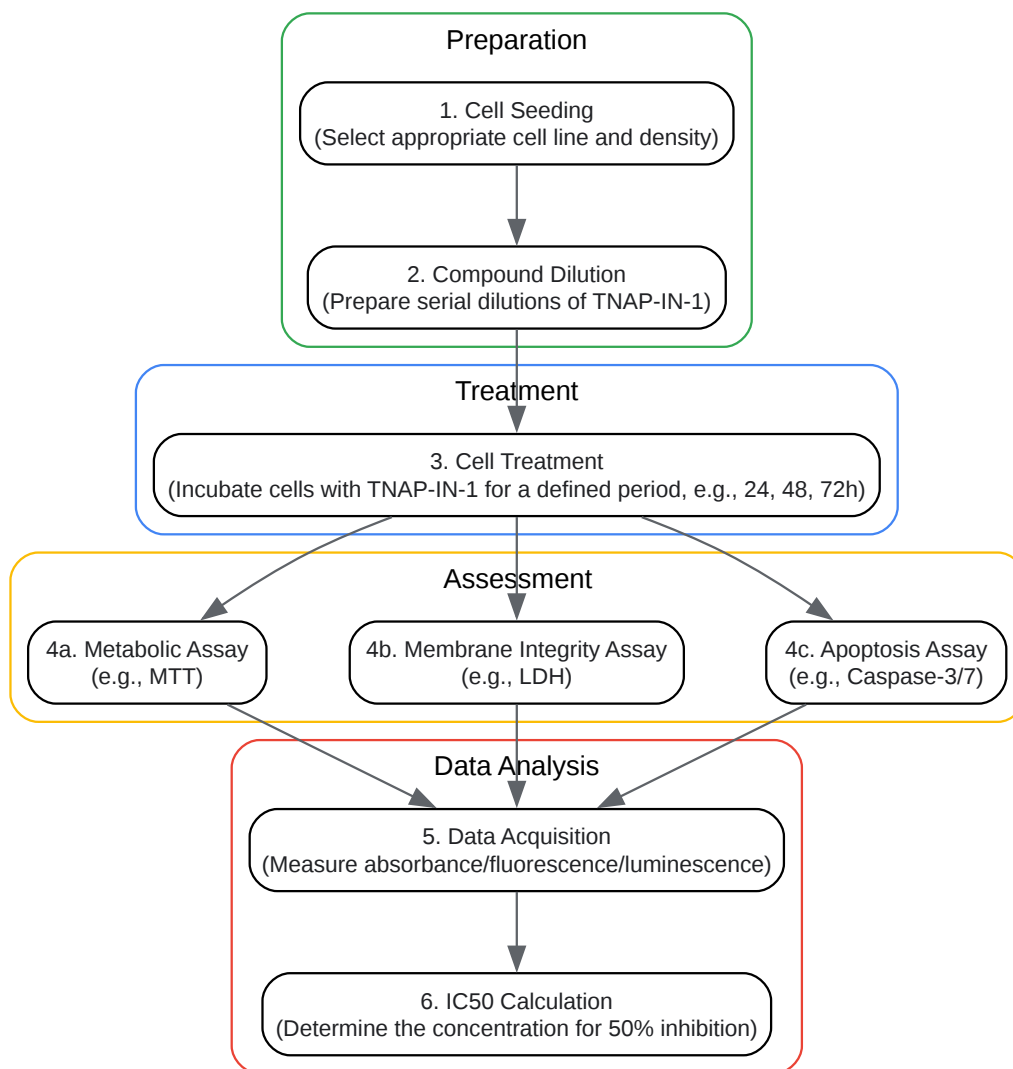 Preparation
1. Cell Seeding
(Select appropriate cell line and density)
2. Compound Dilution
(Prepare serial dilutions of TNAP-IN-1)
Treatment
3. Cell Treatment
(Incubate cells with TNAP-IN-1 for a defined period, e.g., 24, 48, 72h)
Assessment
4a. Metabolic Assay
(e.g., MTT)
4b. Membrane Integrity Assay
(e.g., LDH)
4c. Apoptosis Assay
(e.g., Caspase-3/7)
Data Analysis
5. Data Acquisition
(Measure absorbance/fluorescence/luminescence)
6. IC50 Calculation
(Determine the concentration for 50% inhibition)